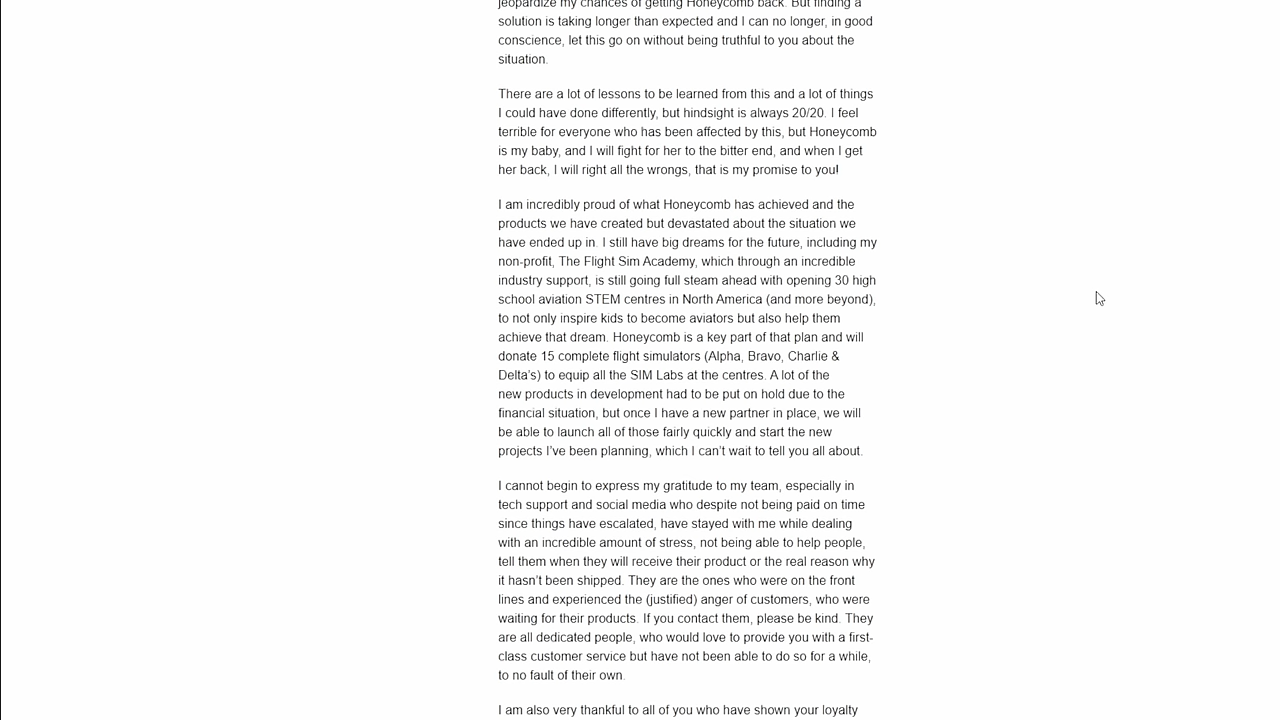 jeopardize my chances of getting Honeycomb back. But finding a
solution is taking longer than expected and I can no longer, in good
conscience, let this go on without being truthful to you about the
situation.
There are a lot of lessons to be learned from this and a lot of things
I could have done differently, but hindsight is always 20/20. I feel
terrible for everyone who has been affected by this, but Honeycomb
is my baby, and I will fight for her to the bitter end, and when I get
her back, I will right all the wrongs, that is my promise to you!
I am incredibly proud of what Honeycomb has achieved and the
products we have created but devastated about the situation we
have ended up in. I still have big dreams for the future, including my
non-profit, The Flight Sim Academy, which through an incredible
industry support, is still going full steam ahead with opening 30 high
school aviation STEM centres in North America (and more beyond),
to not only inspire kids to become aviators but also help them
achieve that dream. Honeycomb is a key part of that plan and will
donate 15 complete flight simulators (Alpha, Bravo, Charlie &
Delta's) to equip all the SIM Labs at the centres. A lot of the
new products in development had to be put on hold due to the
financial situation, but once I have a new partner in place, we will
be able to launch all of those fairly quickly and start the new
projects I've been planning, which I can't wait to tell you all about.
I cannot begin to express my gratitude to my team, especially in
tech support and social media who despite not being paid on time
since things have escalated, have stayed with me while dealing
with an incredible amount of stress, not being able to help people,
tell them when they will receive their product or the real reason why
it hasn't been shipped. They are the ones who were on the front
lines and experienced the (justified) anger of customers, who were
waiting for their products. If you contact them, please be kind. They
are all dedicated people, who would love to provide you with a first-
class customer service but have not been able to do so for a while,
to no fault of their own.
I am also very thankful to all of you who have shown your loyalty